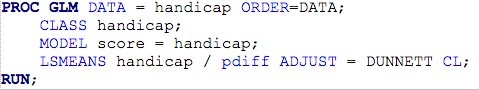 PROC GLM DATA = handicap ORDER=DATA;
CLASS handicap;
MODEL score = handicap;
LSMEANS handicap / pdiff ADJUST = DUNNETT CL;
RUN;